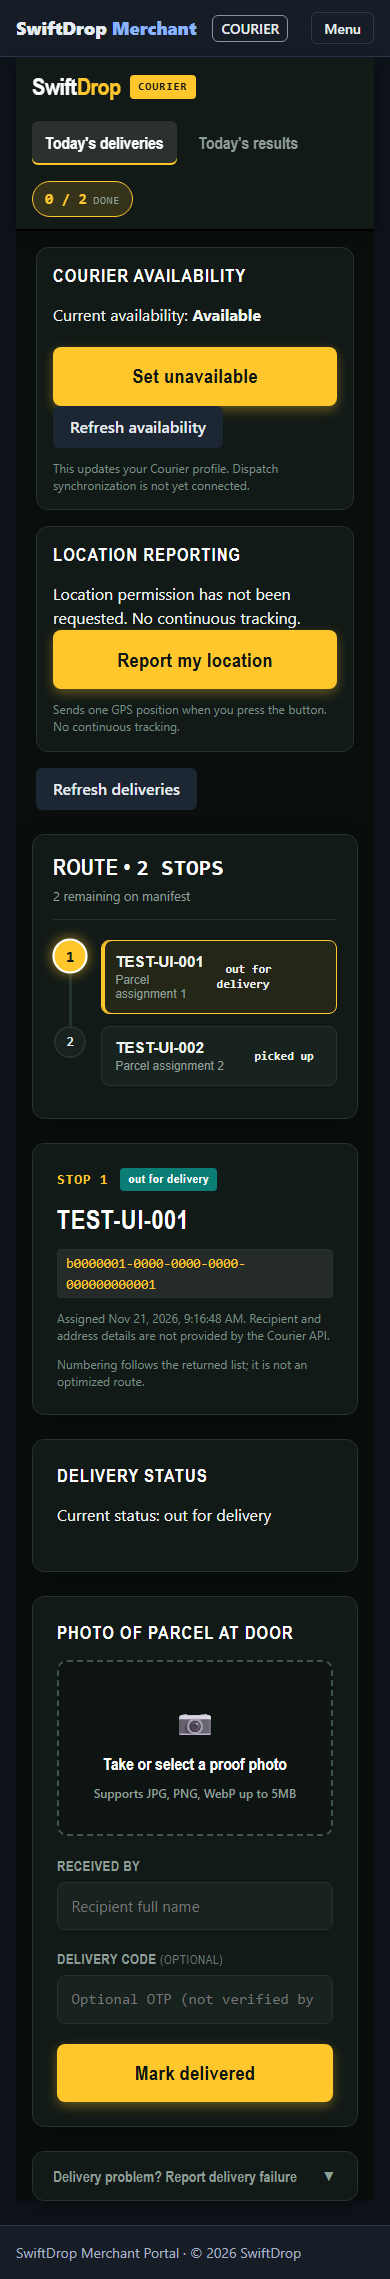 SwiftDrop Merchant COURIER Menu
SwiftDrop COURIER
Today's deliveries Today's results
0 / 2 DONE
COURIER AVAILABILITY
Current availability: Available
Set unavailable
Refresh availability
This updates your Courier profile. Dispatch
synchronization is not yet connected.
LOCATION REPORTING
Location permission has not been
requested. No continuous tracking.
Report my location
Sends one GPS position when you press the button.
No continuous tracking.
Refresh deliveries
ROUTE • 2 STOPS
2 remaining on manifest
1
TEST-UI-001
Parcel
assignment 1
out for
delivery
2
TEST-UI-002
Parcel assignment 2
picked up
STOP 1 out for delivery
TEST-UI-001
b0000001-0000-0000-0000-
000000000001
Assigned Nov 21, 2026, 9:16:48 AM. Recipient and
address details are not provided by the Courier API.
Numbering follows the returned list; it is not an
optimized route.
DELIVERY STATUS
Current status: out for delivery
PHOTO OF PARCEL AT DOOR
Take or select a proof photo
Supports JPG, PNG, WebP up to 5MB
RECEIVED BY
Recipient full name
DELIVERY CODE (OPTIONAL)
Optional OTP (not verified by
Mark delivered
Delivery problem? Report delivery failure ▼
SwiftDrop Merchant Portal · © 2026 SwiftDrop